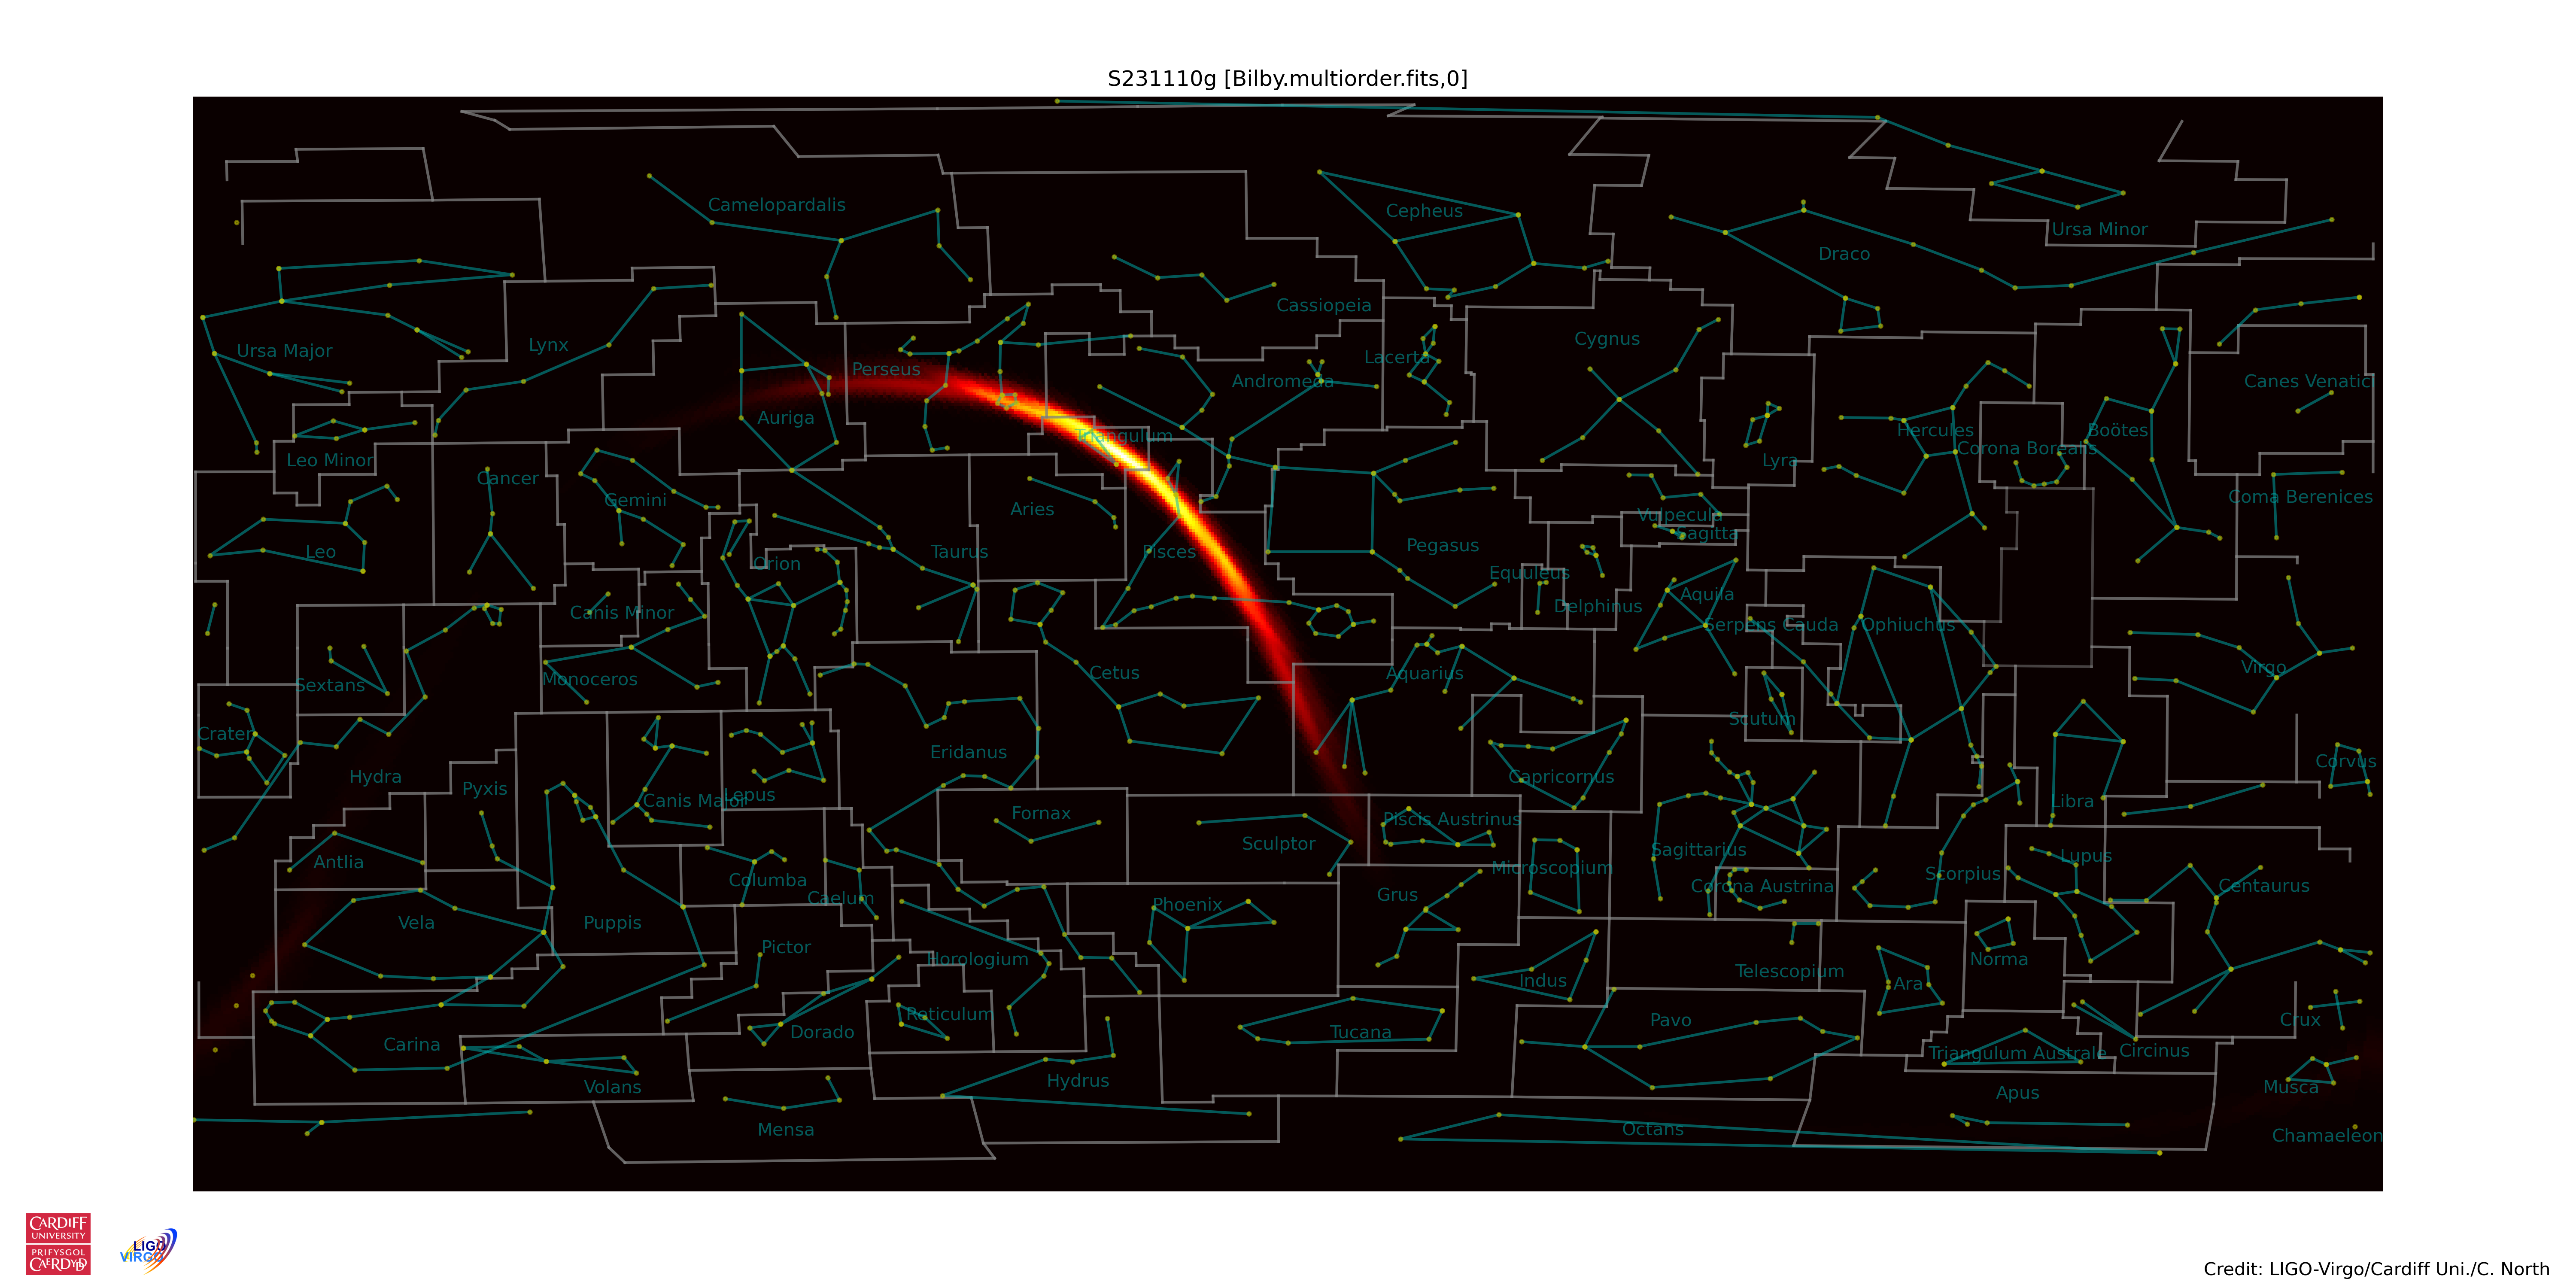 S231110g [Bilby.multiorder.fits,0]
Camelopardalis
Cepheus
Ursa Minor
Draco
Cassiopeia
Ursa Major
Lynx
Cygnus
Lacerta
Perseus
Andromeda
Canes Venatici
Auriga
Triangulum
Hercules
Boötes
Corona Borealis
Leo Minor
Lyra
Cancer
Gemini
Coma Berenices
Aries
Vulpecula
Sagitta
Leo
Taurus
Pisces
Pegasus
Orion
Equuleus
Aquila
Canis Minor
Delphinus
Serpens Cauda
Ophiuchus
Virgo
Cetus
Aquarius
Monoceros
Sextans
Scutum
Crater
Eridanus
Corvus
Hydra
Capricornus
Pyxis
Lepus
Canis Major
Libra
Fornax
Piscis Austrinus
Sculptor
Sagittarius
Lupus
Antlia
Microscopium
Scorpius
Columba
Corona Austrina
Centaurus
Grus
Caelum
Phoenix
Vela
Puppis
Pictor
Horologium
Norma
Telescopium
Indus
Ara
Reticulum
Pavo
Crux
Dorado
Tucana
Carina
Circinus
Triangulum Australe
Hydrus
Volans
Musca
Apus
Mensa
Octans
Chamaeleon
CARDIFF
UNIVERSITY
PRIFYSGOL
CAERDYDD
LIGO
VIRGO
Credit: LIGO-Virgo/Cardiff Uni./C. North